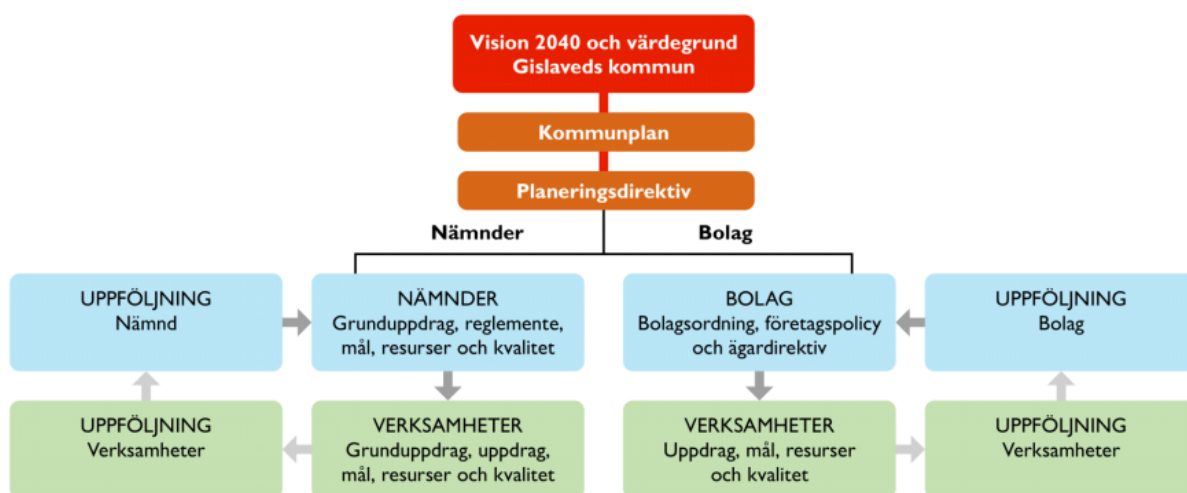 Vision 2040 och värdegrund
Gislaveds kommun
Kommunplan
Planeringsdirektiv
Nämnder
Bolag
UPPFÖLJNING
Nämnd
NÄMNDER
Grunduppdrag, reglemente,
mål, resurser och kvalitet
BOLAG
Bolagsordning, företagspolicy
och ägardirektiv
UPPFÖLJNING
Bolag
UPPFÖLJNING
Verksamheter
VERKSAMHETER
Grunduppdrag, uppdrag,
mål, resurser och kvalitet
VERKSAMHETER
Uppdrag, mål, resurser
och kvalitet
UPPFÖLJNING
Verksamheter